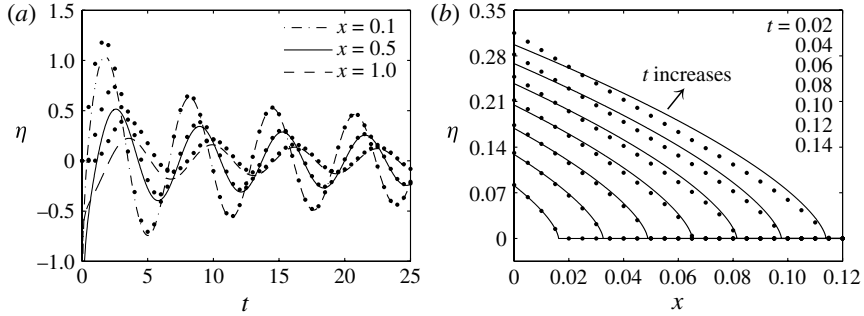 (a)
1.5
1.0
0.5
0
−0.5
−1.0
η
x = 0.1
x = 0.5
x = 1.0
0
5
10
15
20
25
t
(b)
0.35
0.28
0.21
0.14
0.07
0
η
t = 0.02
0.04
0.06
0.08
0.10
0.12
0.14
t increases
0
0.02
0.04
0.06
0.08
0.10
0.12
x